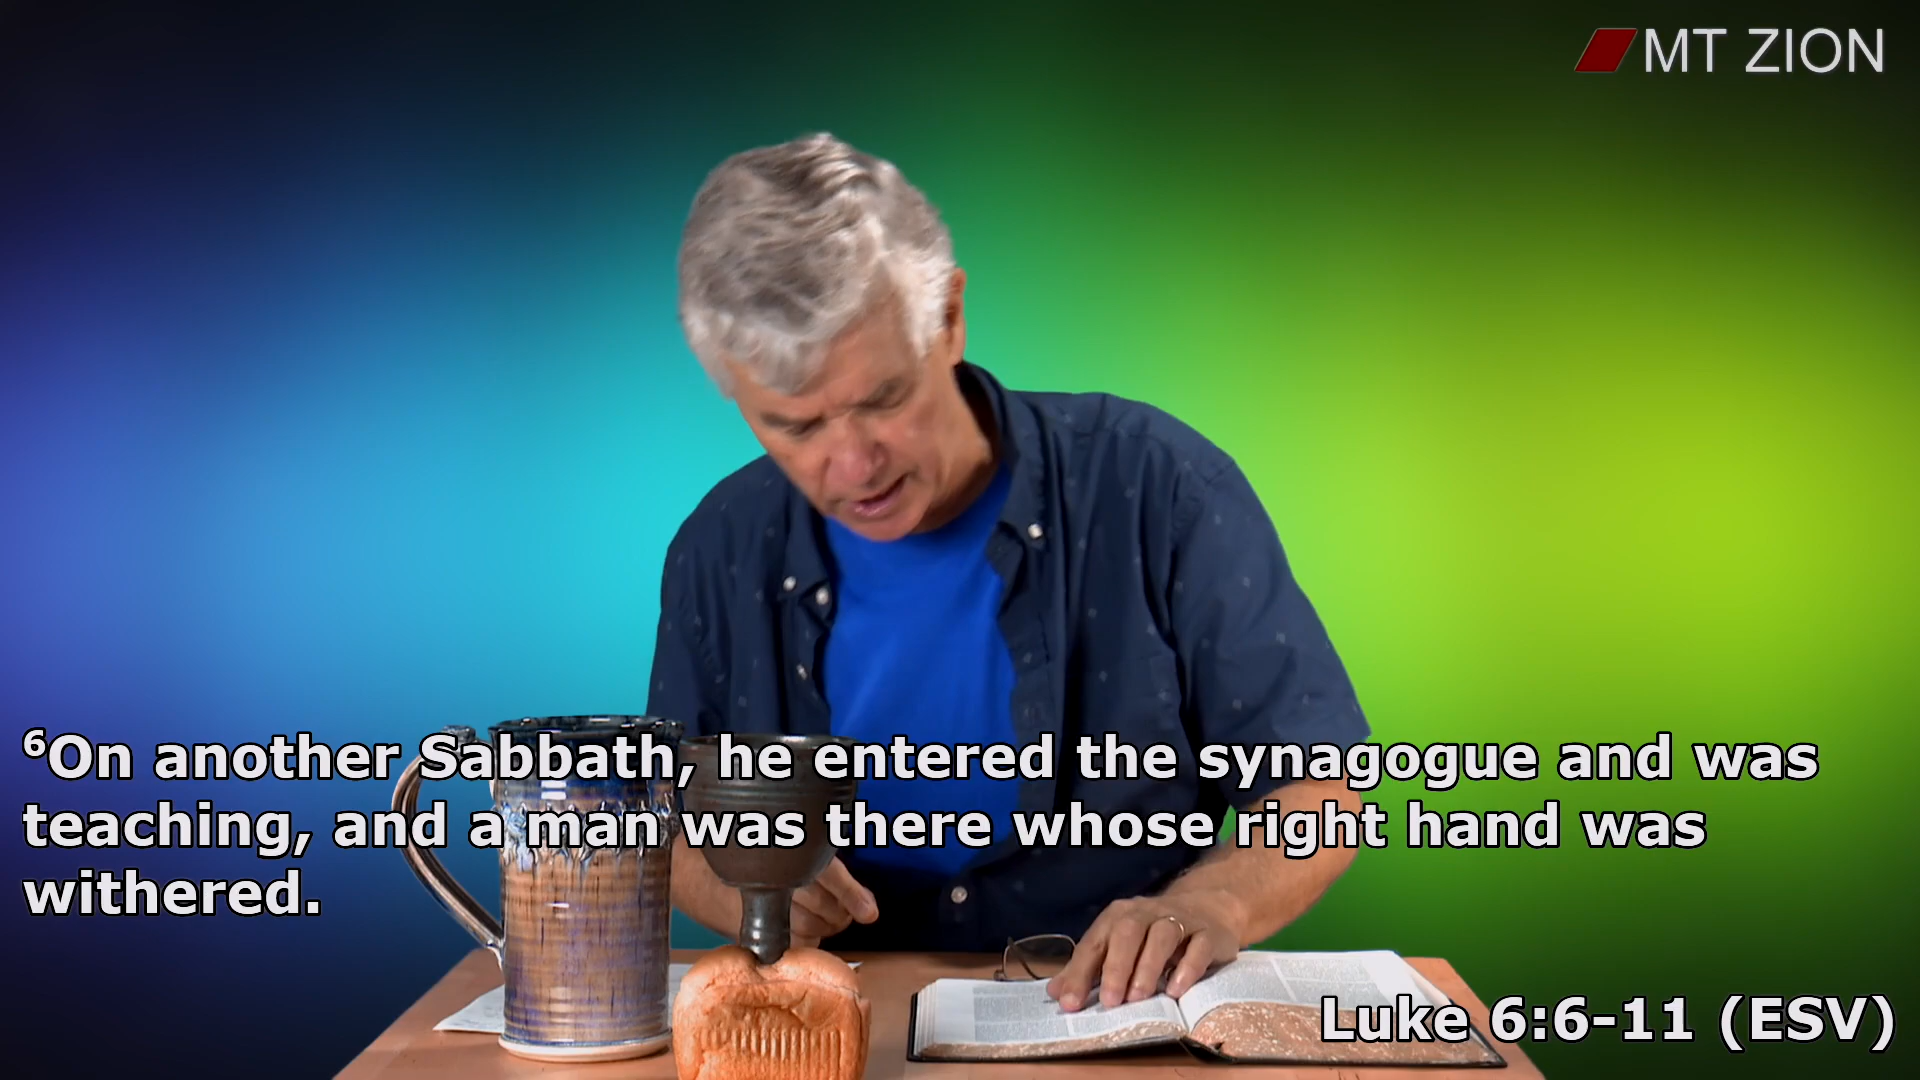 MT ZION
⁶On another Sabbath, he entered the synagogue and was
teaching, and a man was there whose right hand was
withered.
Luke 6:6-11 (ESV)